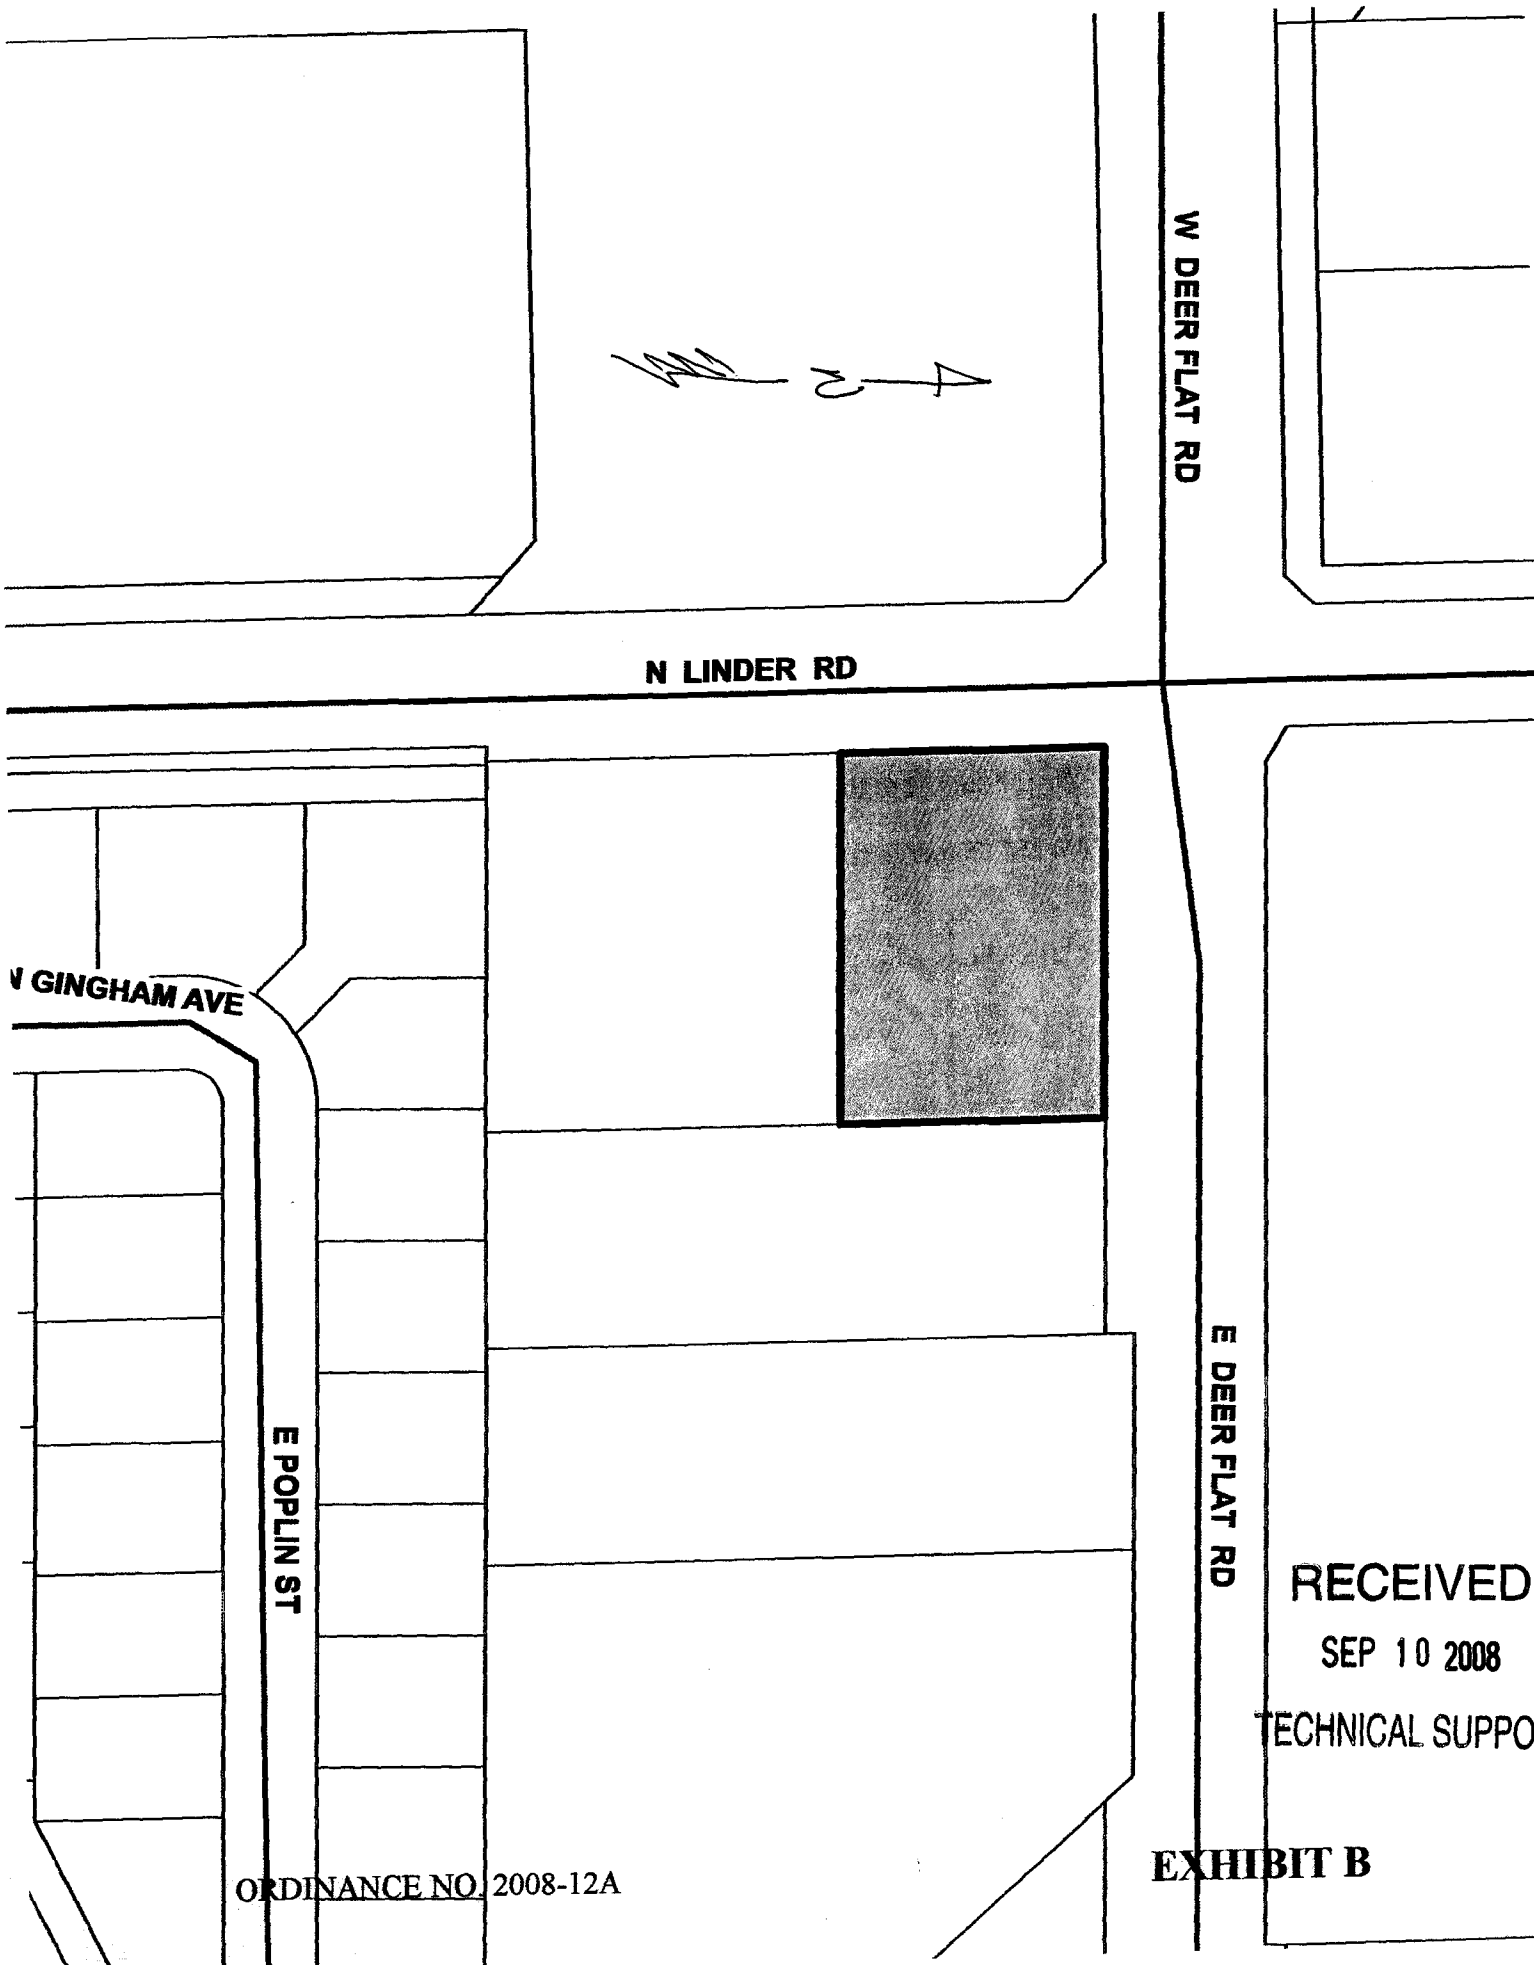 W DEER FLAT RD
N
N LINDER RD
N GINGHAM AVE
E POPLIN ST
E DEER FLAT RD
RECEIVED
SEP 10 2008
TECHNICAL SUPPO
ORDINANCE NO. 2008-12A
EXHIBIT B